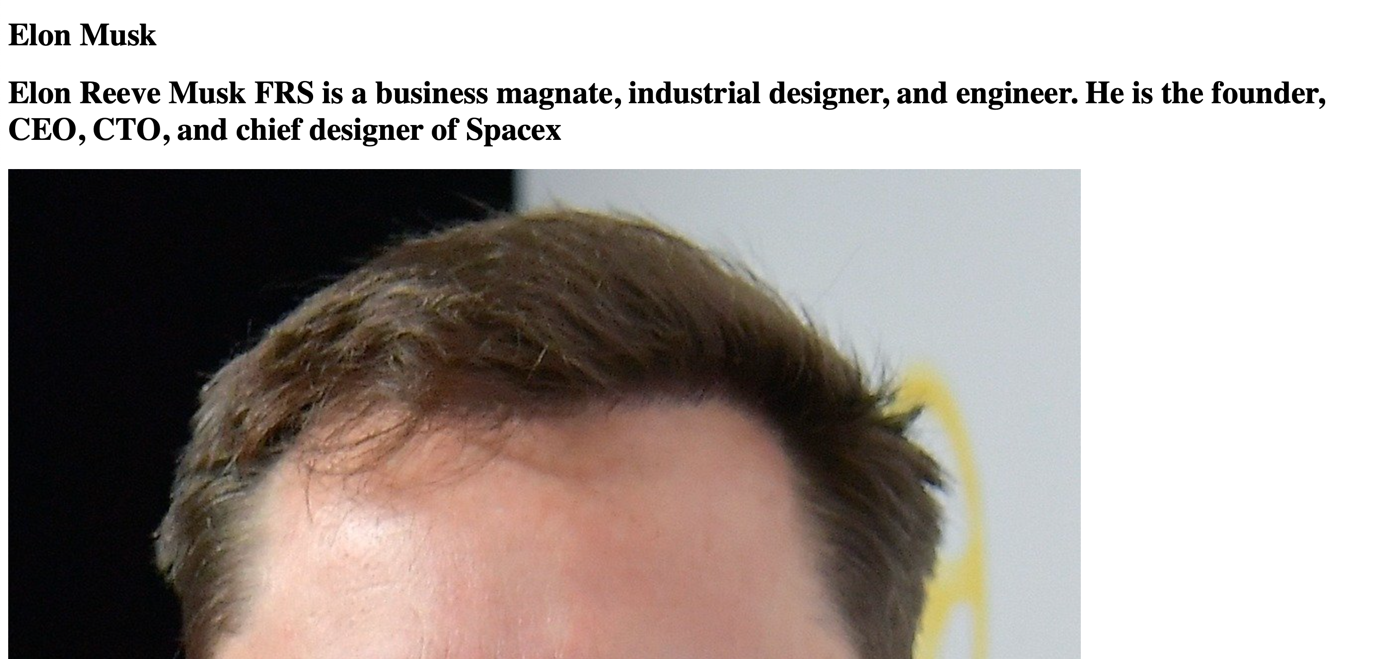 Elon Musk
Elon Reeve Musk FRS is a business magnate, industrial designer, and engineer. He is the founder,
CEO, CTO, and chief designer of Spacex